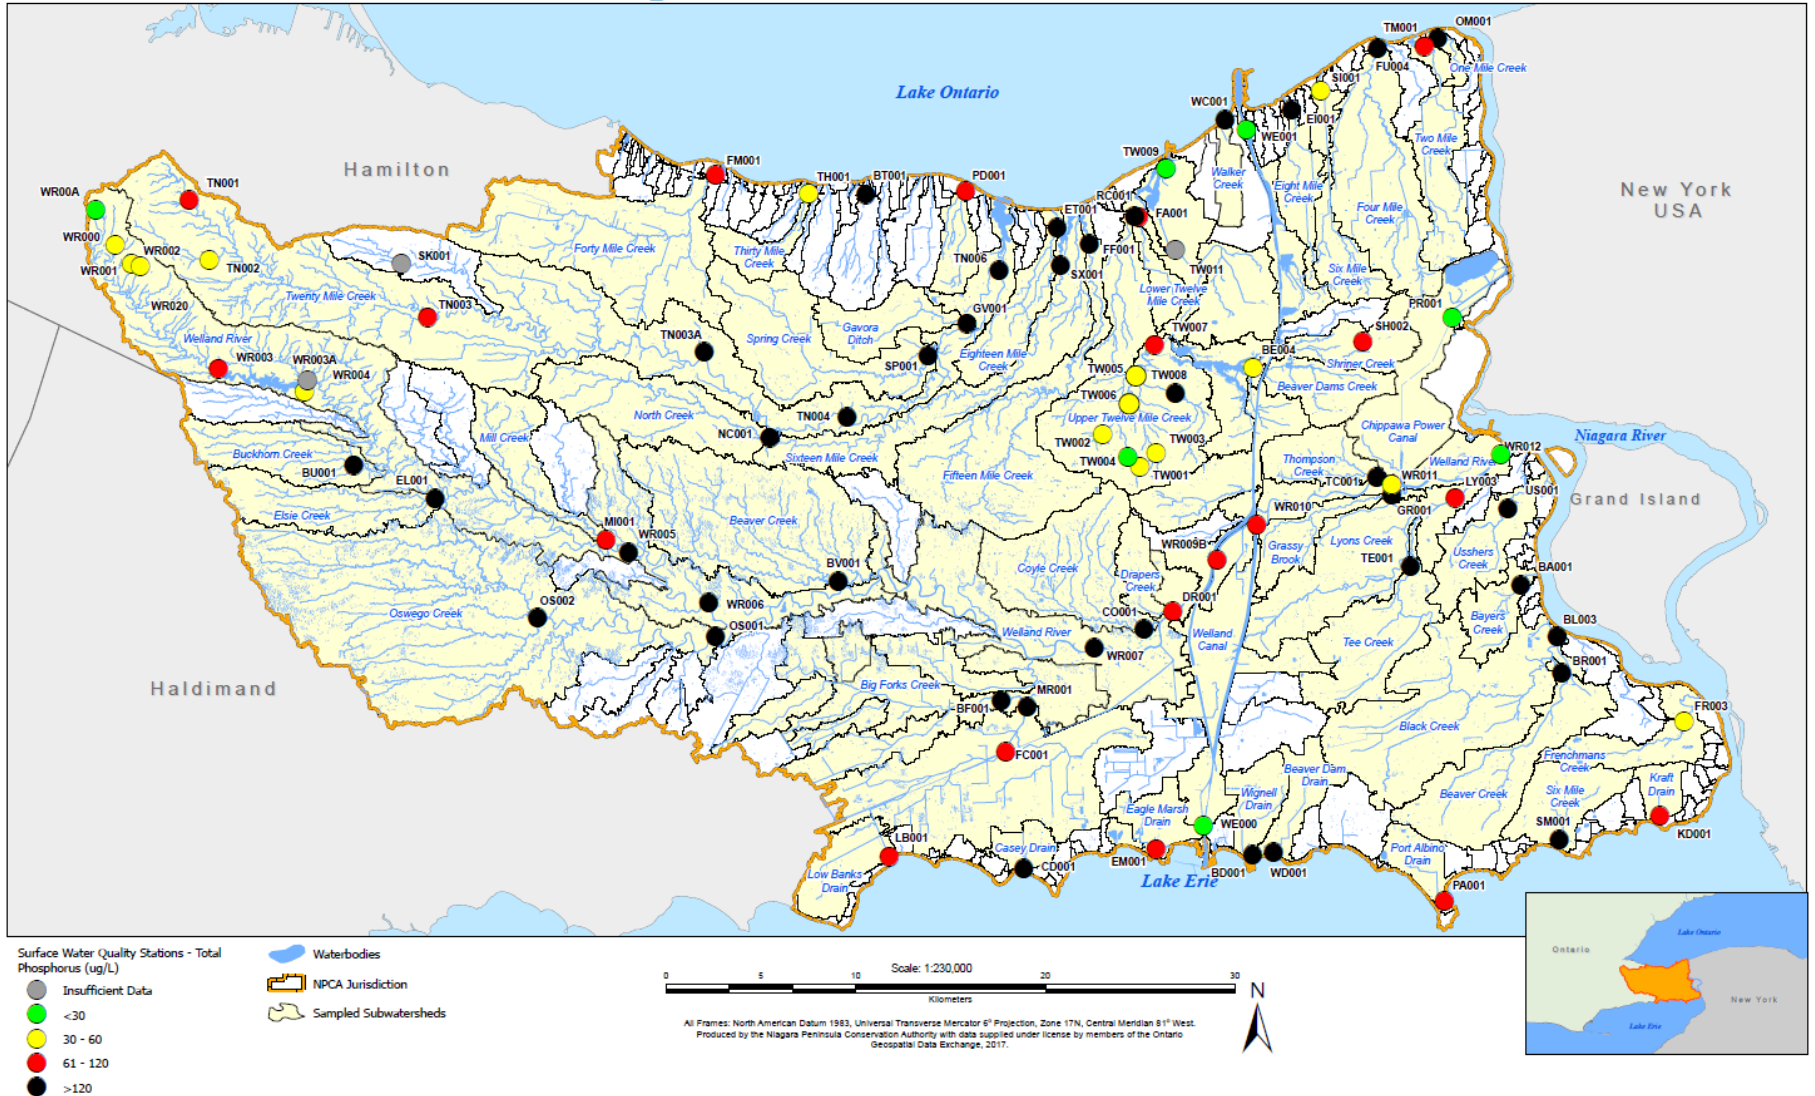 TM001
OM001
FU004
One Mile Creek
SI001
Lake Ontario
WC001
EI001
WE001
Two Mile
Creek
TW009
FM001
Hamilton
TH001
BT001
PD001
Walker
Creek
TN001
WR00A
RC001
Eight Mile
Creek
New York
USA
ET001
FA001
Four Mile
Creek
WR000
WR002
Forty Mile Creek
Thirty Mile
Creek
FF001
SK001
TN006
TW011
WR001
TN002
SX001
Six Mile
Creek
Lower Twelve
Mile Creek
Twenty Mile Creek
WR020
TN003
PR001
GV001
TN003A
Spring Creek
Gavora
Ditch
TW007
SH002
Welland River
WR003
WR003A
WR004
SP001
Eighteen Mile
Creek
BE004
Shriner Creek
TW005
TW008
Beaver Dams Creek
TW006
North Creek
TN004
Upper Twelve Mile Creek
Chippawa Power
Canal
Niagara River
Mill Creek
NC001
TW002
TW003
WR012
Buckhorn Creek
Sixteen Mile Creek
TW004
Thompson
Creek
Welland River
BU001
TW001
Fifteen Mile Creek
TC001
WR011
LY003
EL001
US001
Grand Island
WR010
GR001
Elsie Creek
MI001
Beaver Creek
WR005
WR009B
Grassy
Brook
Lyons Creek
Usshers
Creek
TE001
BV001
Coyle Creek
Drapers
Creek
BA001
OS002
WR006
DR001
Oswego Creek
CO001
OS001
Welland River
Welland
Canal
Tee Creek
Bayers
Creek
BL003
WR007
BR001
Haldimand
Big Forks Creek
MR001
BF001
FR003
Black Creek
FC001
Frenchmans
Creek
Beaver Dam
Drain
Kraft
Drain
Wignell
Drain
Beaver Creek
Six Mile
Creek
Eagle Marsh
Drain
WE000
SM001
KD001
LB001
Casey Drain
Port Albino
Drain
CD001
EM001
BD001
WD001
Low Banks
Drain
Lake Erie
PA001
Surface Water Quality Stations - Total
Phosphorus (ug/L)
Insufficient Data
<30
30 - 60
61 - 120
>120
Waterbodies
NPCA Jurisdiction
Sampled Subwatersheds
Scale: 1:230,000
0 5 10 20 30
Kilometers
All Frames: North American Datum 1983, Universal Transverse Mercator 6º Projection, Zone 17N, Central Meridian 81º West.
Produced by the Niagara Peninsula Conservation Authority with data supplied under license by members of the Ontario
Geospatial Data Exchange, 2017.
N
Lake Ontario
Ontario
New York
Lake Erie